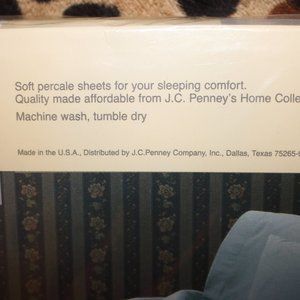 Soft percale sheets for your sleeping comfort.
Quality made affordable from J.C. Penney's Home
Machine wash, tumble dry
Made in the U.S.A., Distributed by J.C.Penney Company, Inc., Dallas, Texas 75265-